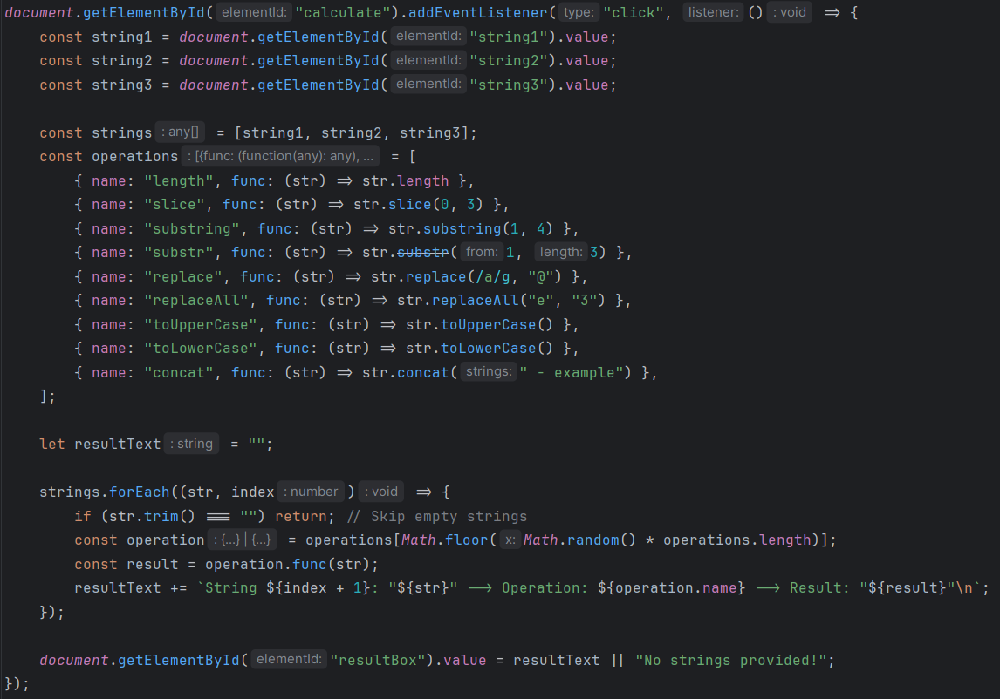 document.getElementById( elementId: "calculate").addEventListener( type: "click", listener: () : void => {
const string1 = document.getElementById( elementId: "string1").value;
const string2 = document.getElementById( elementId: "string2").value;
const string3 = document.getElementById( elementId: "string3").value;
const strings : any[] = [string1, string2, string3];
const operations : [{func: (function(any): any), ... = [
{ name: "length", func: (str) => str.length },
{ name: "slice", func: (str) => str.slice(0, 3) },
{ name: "substring", func: (str) => str.substring(1, 4) },
{ name: "substr", func: (str) => str.substr( from: 1, length: 3) },
{ name: "replace", func: (str) => str.replace(/a/g, "@") },
{ name: "replaceAll", func: (str) => str.replaceAll("e", "3") },
{ name: "toUpperCase", func: (str) => str.toUpperCase() },
{ name: "toLowerCase", func: (str) => str.toLowerCase() },
{ name: "concat", func: (str) => str.concat( strings: " - example") },
];
let resultText : string = "";
strings.forEach((str, index : number ) : void => {
if (str.trim() === "") return; // Skip empty strings
const operation : {...} | {...} = operations[Math.floor( x: Math.random() * operations.length)];
const result = operation.func(str);
resultText += `String ${index + 1}: "${str}" --> Operation: ${operation.name} --> Result: "${result}"\n`;
});
document.getElementById( elementId: "resultBox").value = resultText || "No strings provided!";
});